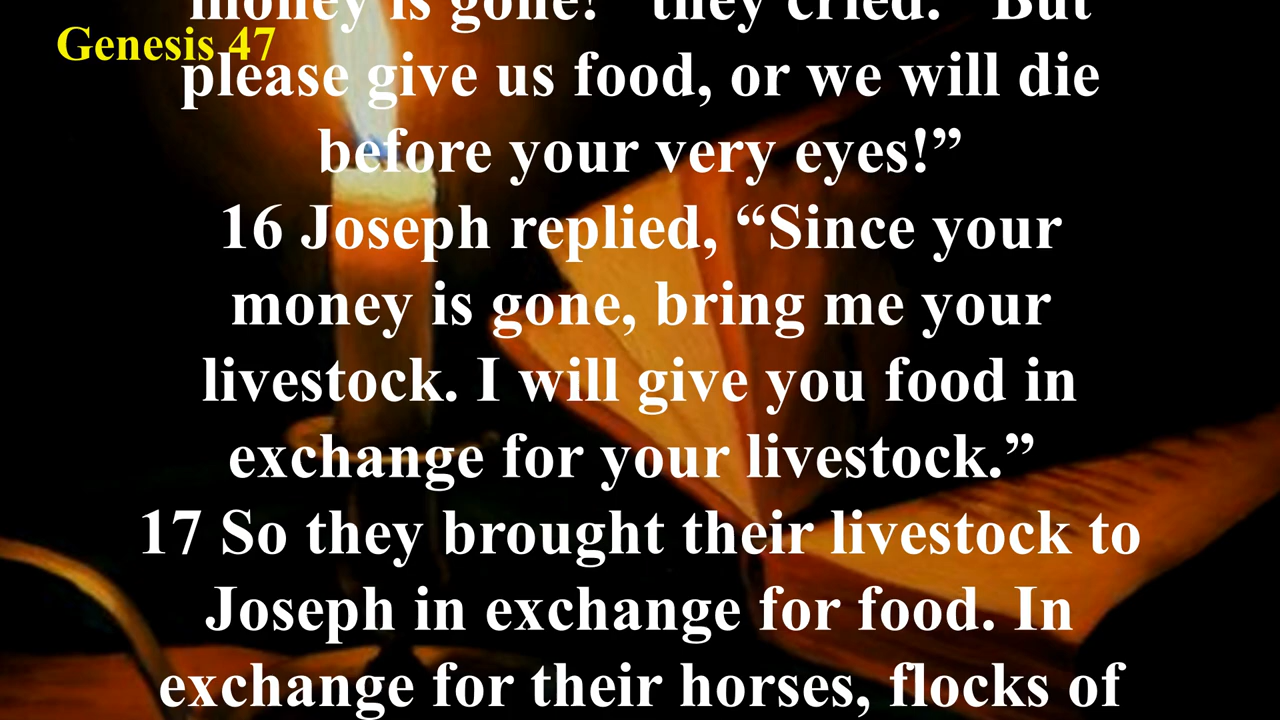 money is gone!” they cried. “But
Genesis 47
please give us food, or we will die
before your very eyes!”
16 Joseph replied, “Since your
money is gone, bring me your
livestock. I will give you food in
exchange for your livestock.”
17 So they brought their livestock to
Joseph in exchange for food. In
exchange for their horses, flocks of